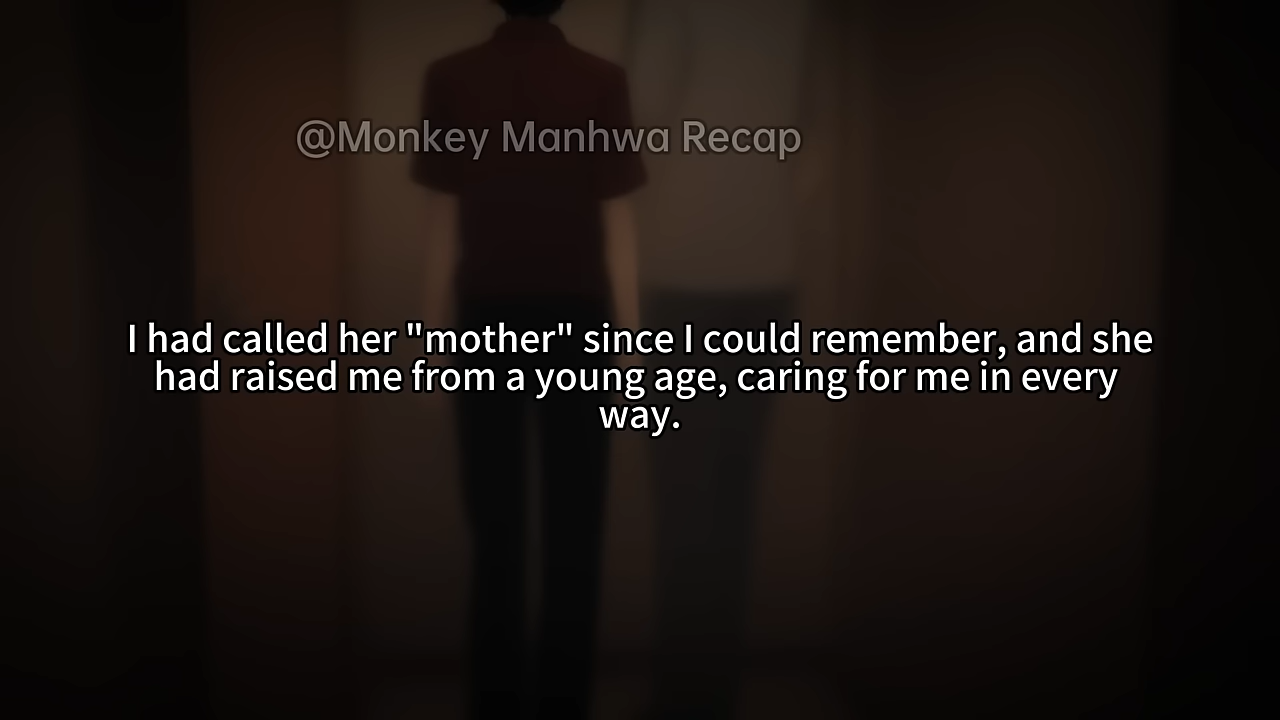 @Monkey Manhwa Recap
I had called her "mother" since I could remember, and she
had raised me from a young age, caring for me in every
way.